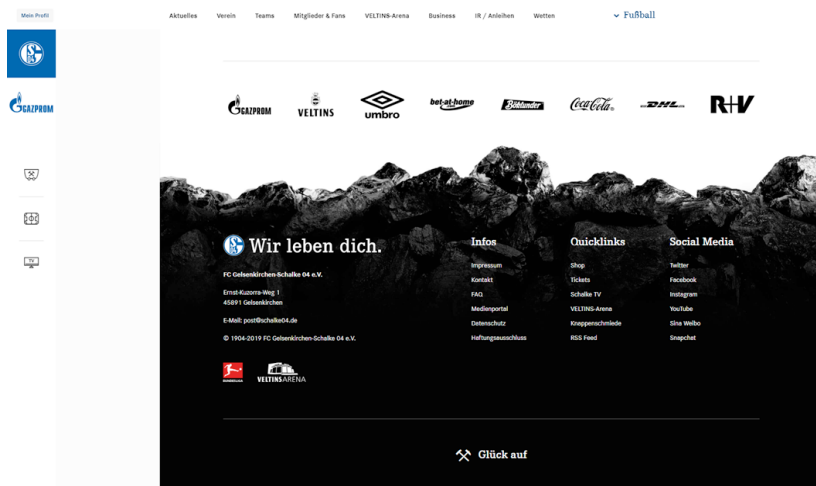 Mein Profil
Aktuelles Verein Teams Mitglieder & Fans VELTINS-Arena Business IR / Anleihen Wetten Fußball
GAZPROM
GAZPROM VELTINS umbro bet-at-home .com Böklunder Coca-Cola DHL R+V
Wir leben dich.
FC Gelsenkirchen-Schalke 04 e.V.
Ernst-Kuzorra-Weg 1
45891 Gelsenkirchen
E-Mail: post@schalke04.de
© 1904-2019 FC Gelsenkirchen-Schalke 04 e.V.
BUNDESLIGA VELTINSARENA
Infos
Impressum
Kontakt
FAQ
Medienportal
Datenschutz
Haftungsausschluss
Quicklinks
Shop
Tickets
Schalke TV
VELTINS-Arena
Knappenschmiede
RSS Feed
Social Media
Twitter
Facebook
Instagram
YouTube
Sina Weibo
Snapchat
TV
Glück auf